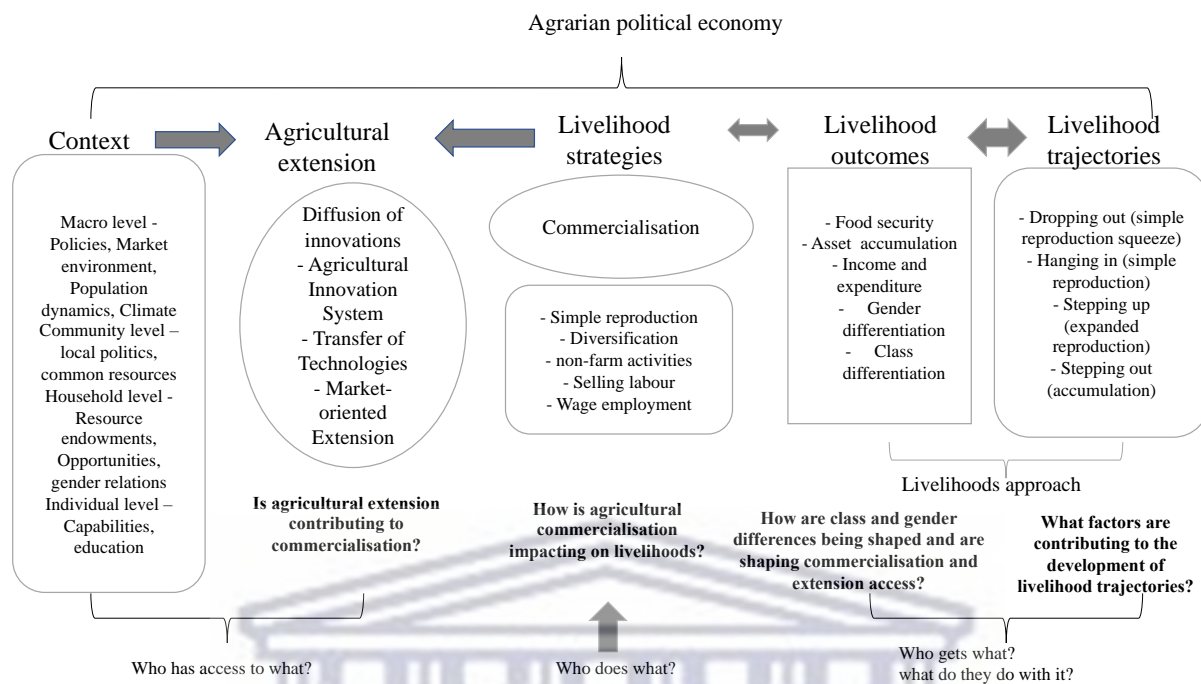 Agrarian political economy
Context
Macro level -
Policies, Market
environment,
Population
dynamics, Climate
Community level –
local politics,
common resources
Household level -
Resource
endowments,
Opportunities,
gender relations
Individual level –
Capabilities,
education
Agricultural
extension
Diffusion of
innovations
- Agricultural
Innovation
System
- Transfer of
Technologies
- Market-
oriented
Extension
Is agricultural extension
contributing to
commercialisation?
Livelihood
strategies
Commercialisation
- Simple reproduction
- Diversification
- non-farm activities
- Selling labour
- Wage employment
How is agricultural
commercialisation
impacting on livelihoods?
Livelihood
outcomes
- Food security
- Asset accumulation
- Income and
expenditure
- Gender
differentiation
- Class
differentiation
Livelihood
trajectories
- Dropping out (simple
reproduction squeeze)
- Hanging in (simple
reproduction)
- Stepping up
(expanded
reproduction)
- Stepping out
(accumulation)
Livelihoods approach
How are class and gender
differences being shaped and are
shaping commercialisation and
extension access?
What factors are
contributing to the
development of
livelihood trajectories?
Who has access to what?
Who does what?
Who gets what?
what do they do with it?